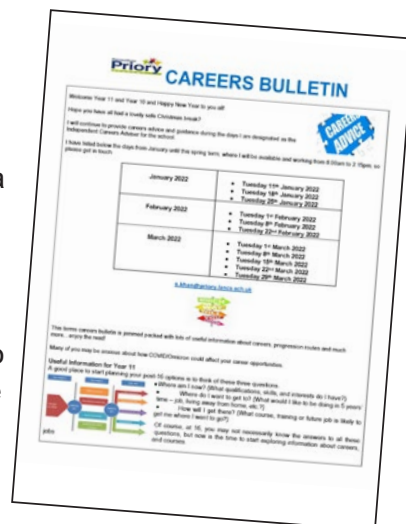 a
o
e
Priory CAREERS BULLETIN
CAREERS
ADVICE
Welcome Year 11 and Year 10 and Happy New Year to you all!
Hope you have all had a lovely safe Christmas break?
I will continue to provide careers advice and guidance during the days I am designated as the
Independent Careers Adviser for the school.
I have listed below the days from January until this spring term, where I will be available and working from 8.50am to 3.15pm, so
please get in touch:
January 2022
Tuesday 11th January 2022
Tuesday 18th January 2022
Tuesday 25th January 2022
February 2022
Tuesday 1st February 2022
Tuesday 8th February 2022
Tuesday 22nd February 2022
March 2022
Tuesday 1st March 2022
Tuesday 8th March 2022
Tuesday 15th March 2022
Tuesday 22nd March 2022
Tuesday 29th March 2022
This terms careers bulletin is jammed packed with lots of useful information about careers, progression routes and much
more.. enjoy the read!
Many of you may be anxious about how COVID/Omicron could affect your career opportunities.
Useful Information for Year 11
A good place to start planning your post-16 options is to think of these three questions.
Where am I now? (What qualifications, skills, and interests do I have?)
Where do I want to get to? (What would I like to be doing in 5 years'
time – job, living away from home, etc.?)
How will I get there? (What course, training or future job is likely to
get me where I want to go?)
Of course, at 16, you may not necessarily know the answers to all these
questions, but now is the time to start exploring information about careers,
jobs and courses